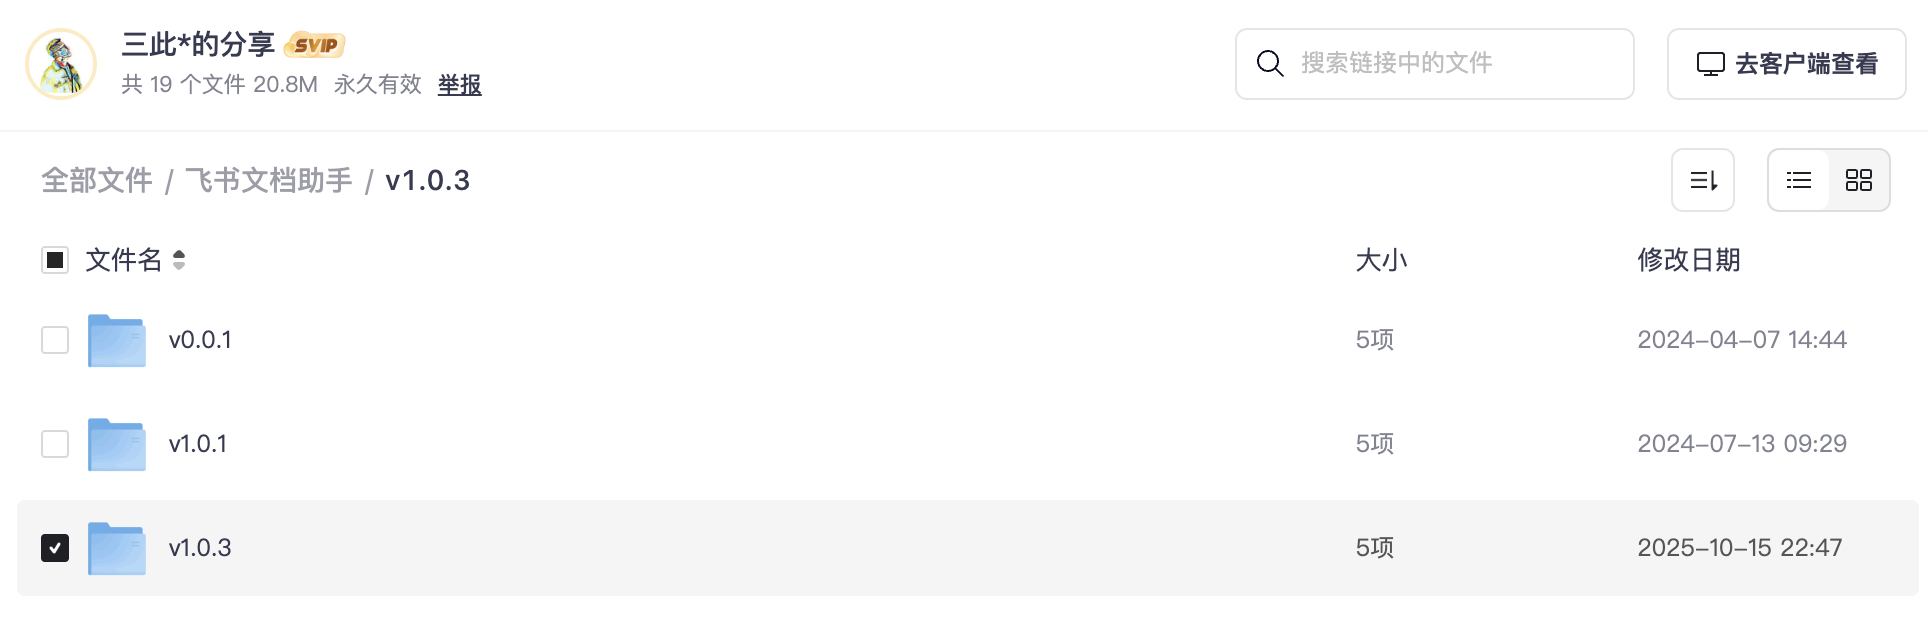 三此*的分享 SVIP
共 19 个文件 20.8M 永久有效 举报
搜索链接中的文件
去客户端查看
全部文件 / 飞书文档助手 / v1.0.3
文件名 大小 修改日期
v0.0.1 5项 2024-04-07 14:44
v1.0.1 5项 2024-07-13 09:29
v1.0.3 5项 2025-10-15 22:47